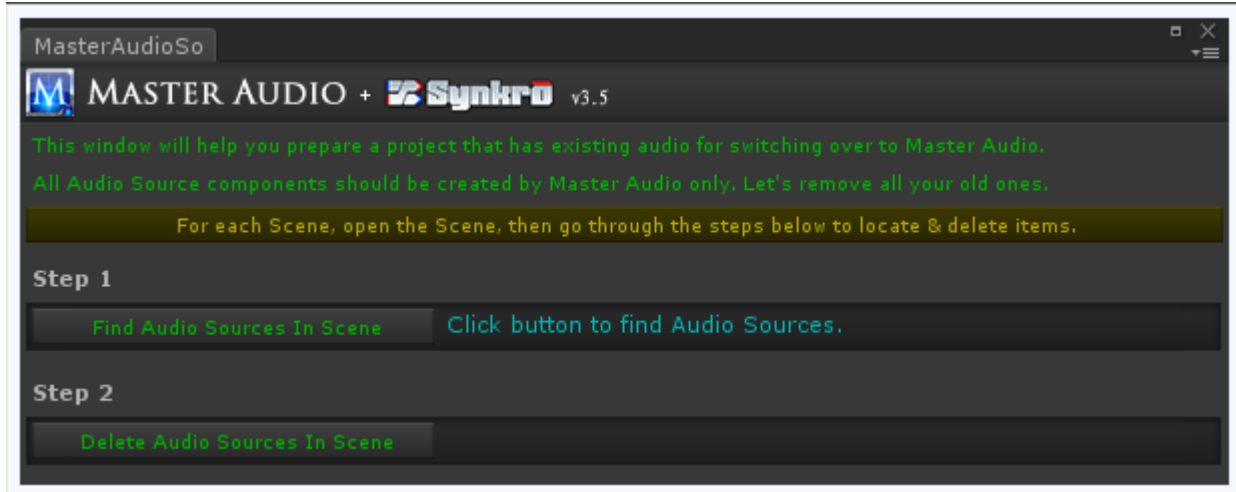 MasterAudioSo
M MASTER AUDIO + Synkro v3.5
This window will help you prepare a project that has existing audio for switching over to Master Audio.
All Audio Source components should be created by Master Audio only. Let's remove all your old ones.
For each Scene, open the Scene, then go through the steps below to locate & delete items.
Step 1
Find Audio Sources In Scene Click button to find Audio Sources.
Step 2
Delete Audio Sources In Scene